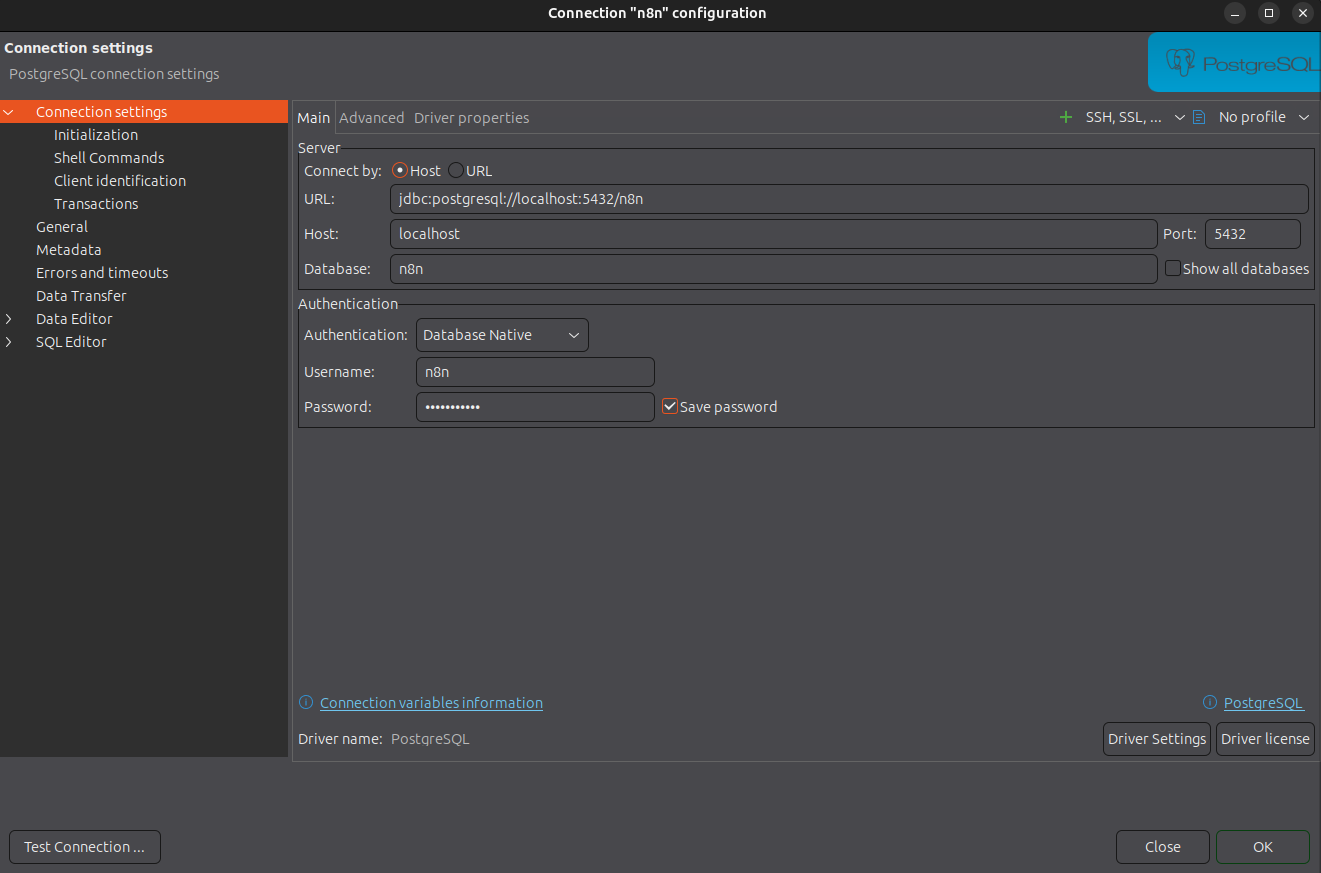 Connection "n8n" configuration
Connection settings
PostgreSQL connection settings
PostgreSQL
Connection settings
Initialization
Shell Commands
Client identification
Transactions
General
Metadata
Errors and timeouts
Data Transfer
Data Editor
SQL Editor
Main Advanced Driver properties SSH, SSL, ... No profile
Server
Connect by: Host URL
URL: jdbc:postgresql://localhost:5432/n8n
Host: localhost Port: 5432
Database: n8n Show all databases
Authentication
Authentication: Database Native
Username: n8n
Password: ••••••••••• Save password
Connection variables information PostgreSQL
Driver name: PostgreSQL Driver Settings Driver license
Test Connection ... Close OK